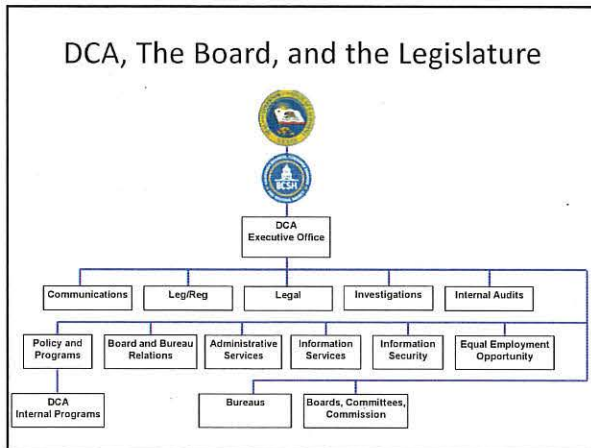 DCA, The Board, and the Legislature
BCSH
DCA
Executive Office
Communications
Leg/Reg
Legal
Investigations
Internal Audits
Policy and
Programs
Board and Bureau
Relations
Administrative
Services
Information
Services
Information
Security
Equal Employment
Opportunity
DCA
Internal Programs
Bureaus
Boards, Committees,
Commission